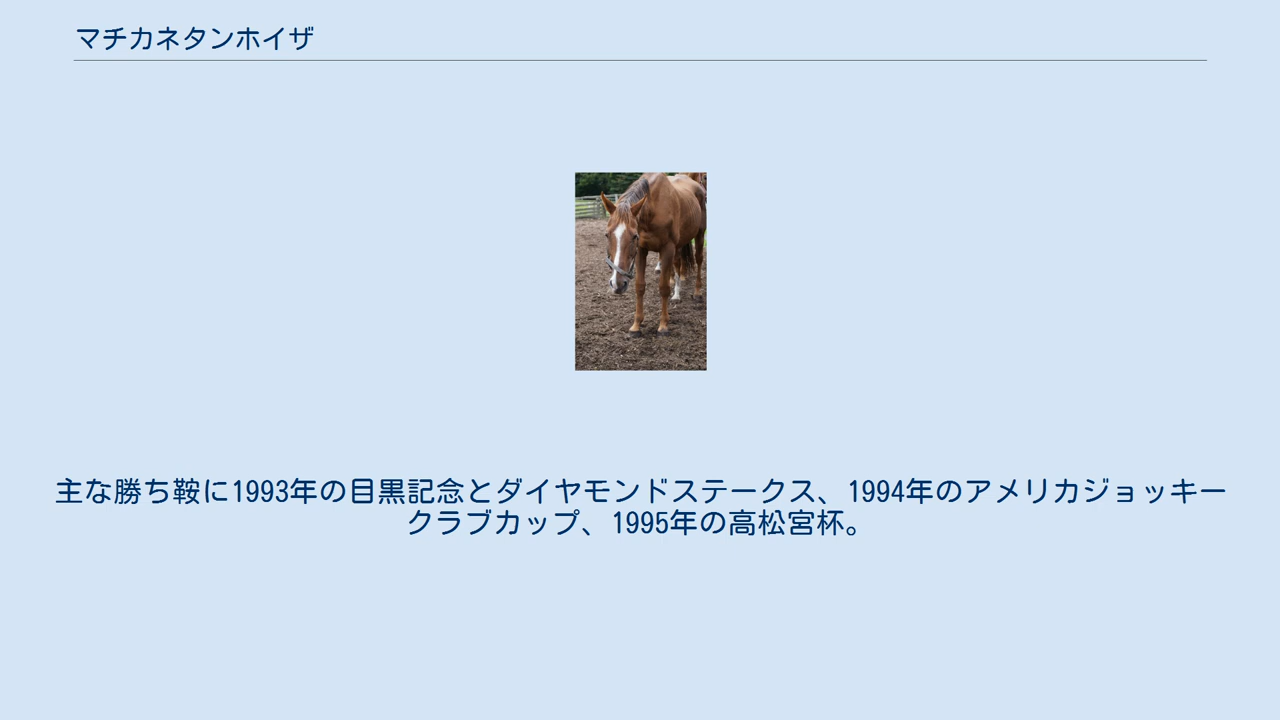 マチカネタンホイザ
主な勝ち鞍に1993年の目黒記念とダイヤモンドステークス、1994年のアメリカジョッキー
クラブカップ、1995年の高松宮杯。